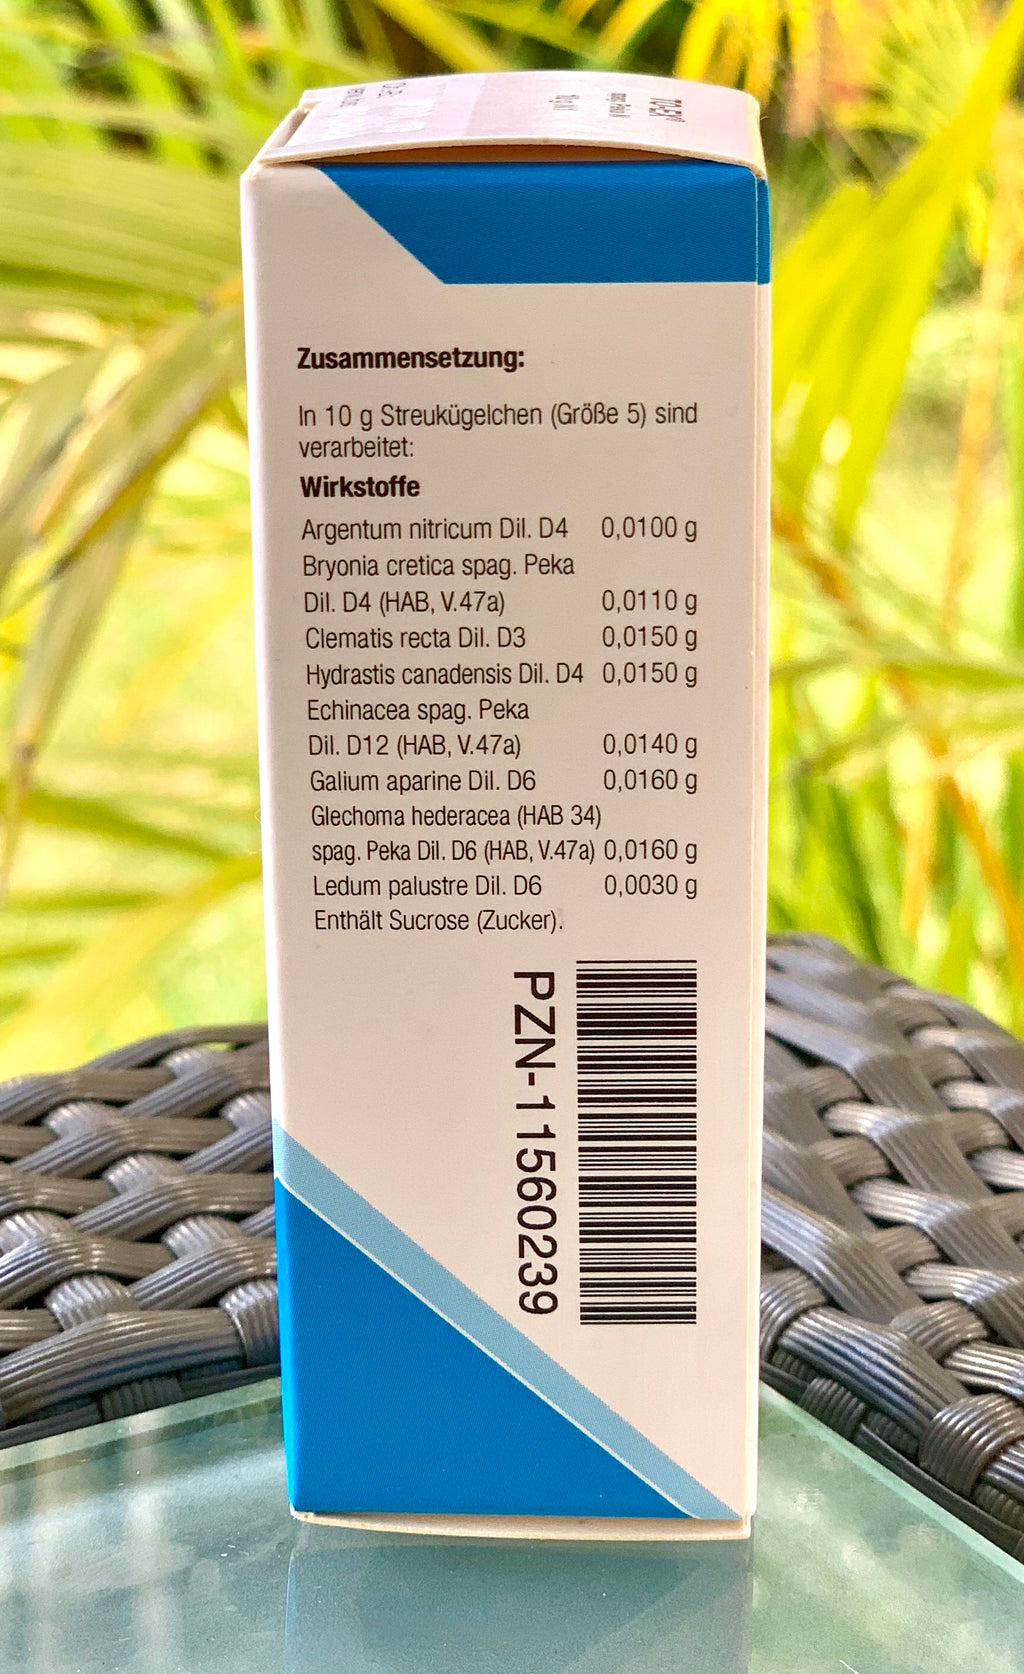 Zusammensetzung:
In 10 g Streukügelchen (Größe 5) sind
verarbeitet:
Wirkstoffe
Argentum nitricum Dil. D4 0,0100 g
Bryonia cretica spag. Peka
Dil. D4 (HAB, V.47a) 0,0110 g
Clematis recta Dil. D3 0,0150 g
Hydrastis canadensis Dil. D4 0,0150 g
Echinacea spag. Peka
Dil. D12 (HAB, V.47a) 0,0140 g
Galium aparine Dil. D6 0,0160 g
Glechoma hederacea (HAB 34)
spag. Peka Dil. D6 (HAB, V.47a) 0,0160 g
Ledum palustre Dil. D6 0,0030 g
Enthält Sucrose (Zucker).
PZN-11560239